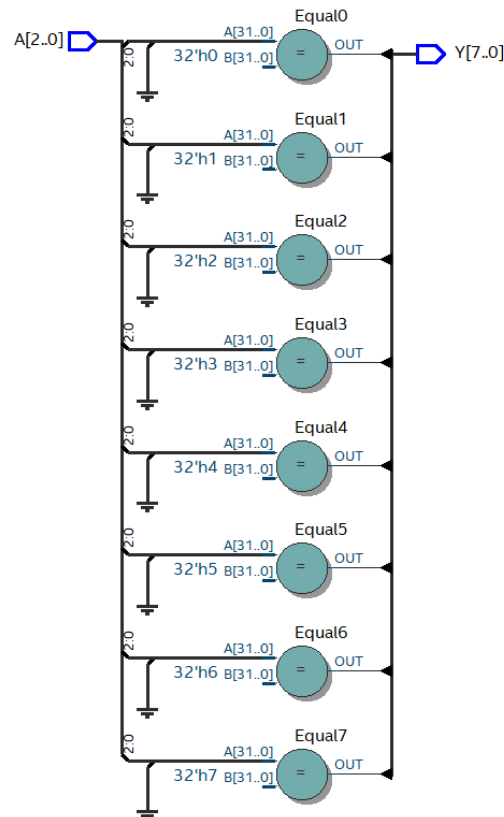 Equal0
A[2..0] 2:0 A[31..0] OUT Y[7..0]
32'h0 B[31..0] =
Equal1
2:0 A[31..0] OUT
32'h1 B[31..0] =
Equal2
2:0 A[31..0] OUT
32'h2 B[31..0] =
Equal3
2:0 A[31..0] OUT
32'h3 B[31..0] =
Equal4
2:0 A[31..0] OUT
32'h4 B[31..0] =
Equal5
2:0 A[31..0] OUT
32'h5 B[31..0] =
Equal6
2:0 A[31..0] OUT
32'h6 B[31..0] =
Equal7
2:0 A[31..0] OUT
32'h7 B[31..0] =